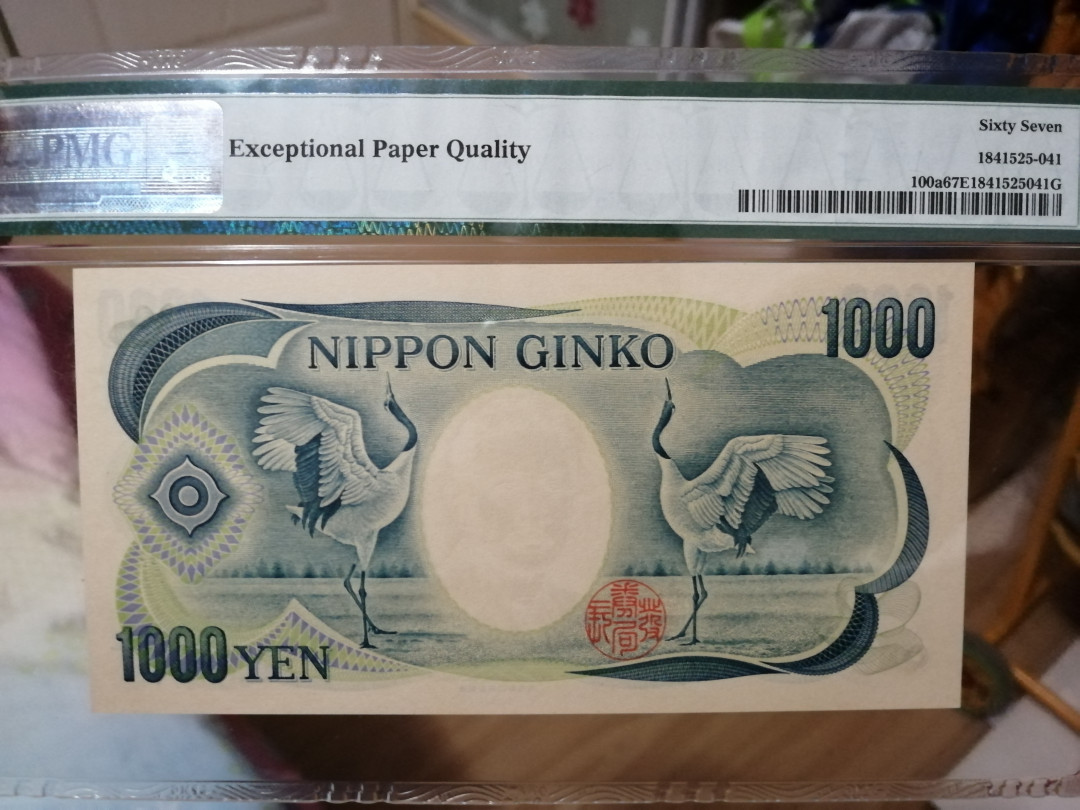 PMG
Exceptional Paper Quality
Sixty Seven
1841525-041
100a67E1841525041G
NIPPON GINKO
1000
1000 YEN